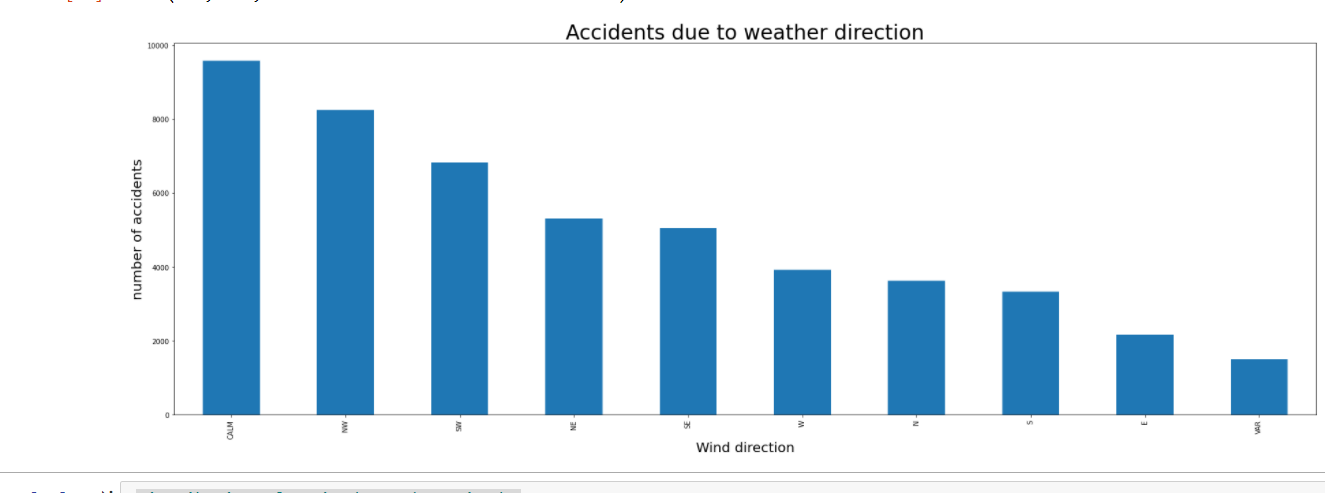 Accidents due to weather direction
10000
8000
6000
4000
2000
0
number of accidents
CALM
NW
SW
NE
SE
W
N
S
E
VAR
Wind direction